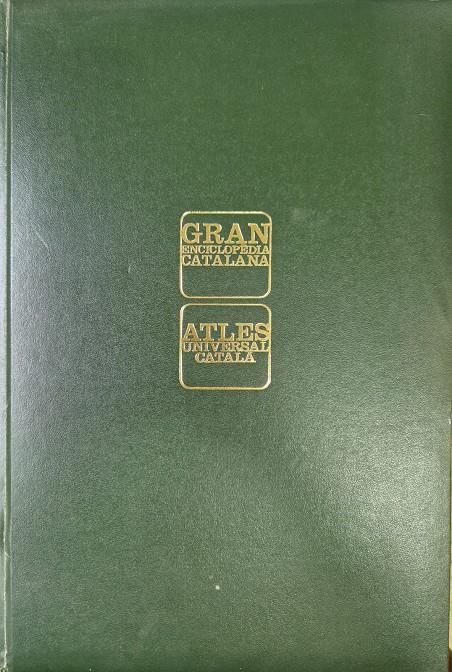 GRAN
ENCICLOPÈDIA
CATALANA
ATLES
UNIVERSAL
CATALÀ